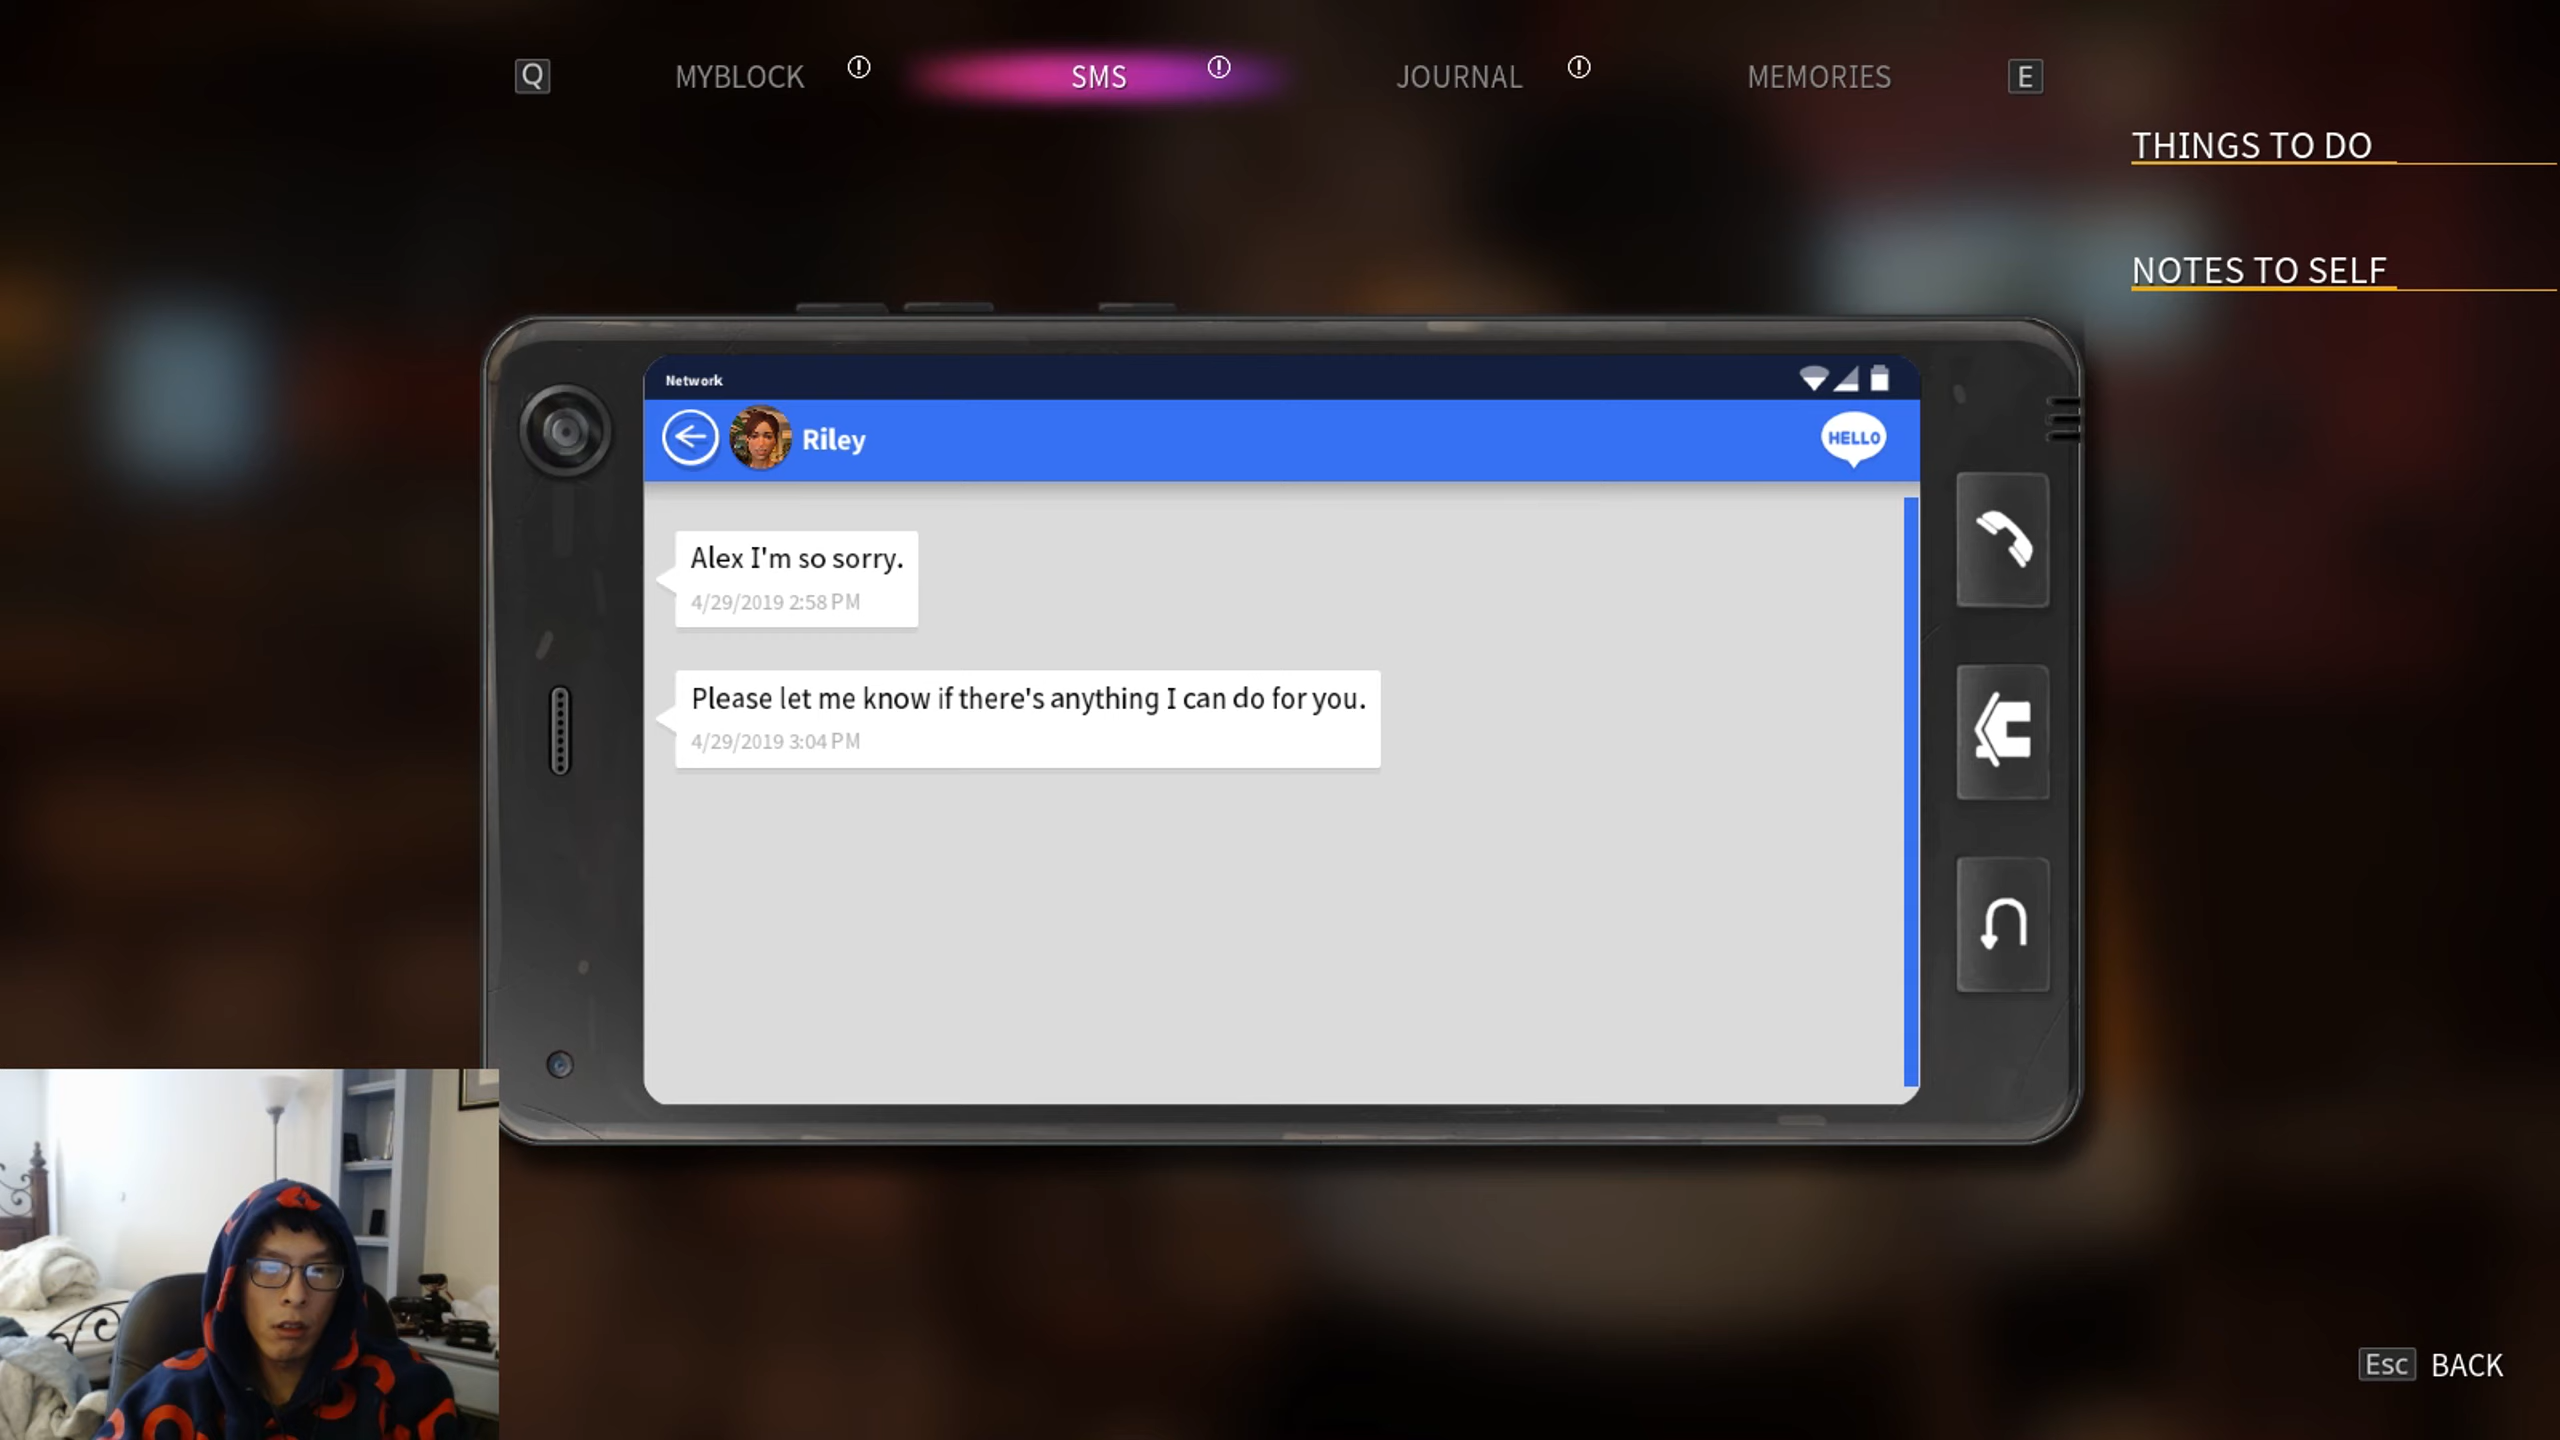 Q MYBLOCK SMS JOURNAL MEMORIES E
THINGS TO DO
NOTES TO SELF
Network
Riley
HELLO
Alex I'm so sorry.
4/29/2019 2:58 PM
Please let me know if there's anything I can do for you.
4/29/2019 3:04 PM
Esc BACK